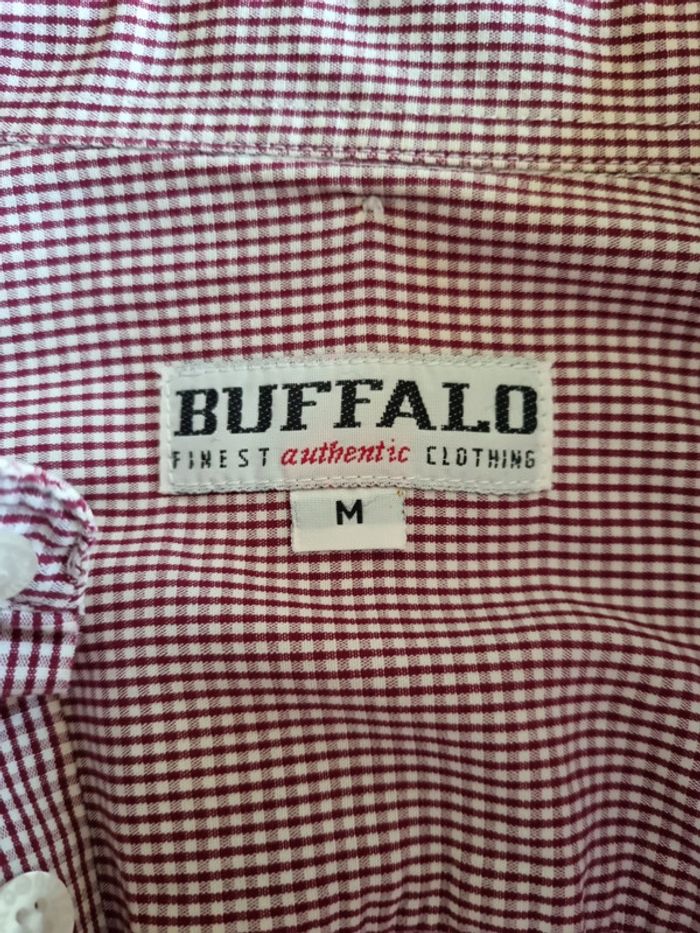 BUFFALO
FINEST authentic CLOTHING
M